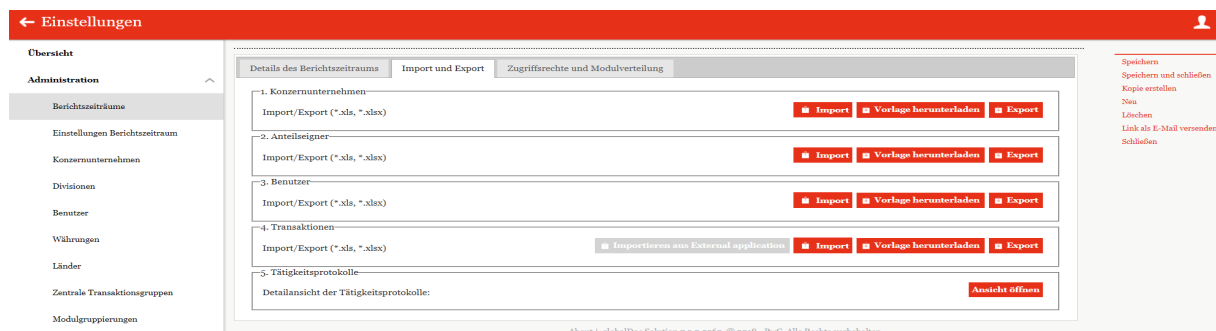 Einstellungen
Übersicht
Administration
Berichtszeiträume
Einstellungen Berichtszeitraum
Konzernunternehmen
Divisionen
Benutzer
Währungen
Länder
Zentrale Transaktionsgruppen
Modulgruppierungen
Details des Berichtszeitraums Import und Export Zugriffsrechte und Modulverteilung
1. Konzernunternehmen
Import/Export (*.xls, *.xlsx) Import Vorlage herunterladen Export
2. Anteilseigner
Import/Export (*.xls, *.xlsx) Import Vorlage herunterladen Export
3. Benutzer
Import/Export (*.xls, *.xlsx) Import Vorlage herunterladen Export
4. Transaktionen
Import/Export (*.xls, *.xlsx) Importieren aus External application Import Vorlage herunterladen Export
5. Tätigkeitsprotokolle
Detailansicht der Tätigkeitsprotokolle: Ansicht öffnen
Speichern
Speichern und schließen
Kopie erstellen
Neu
Löschen
Link als E-Mail versenden
Schließen